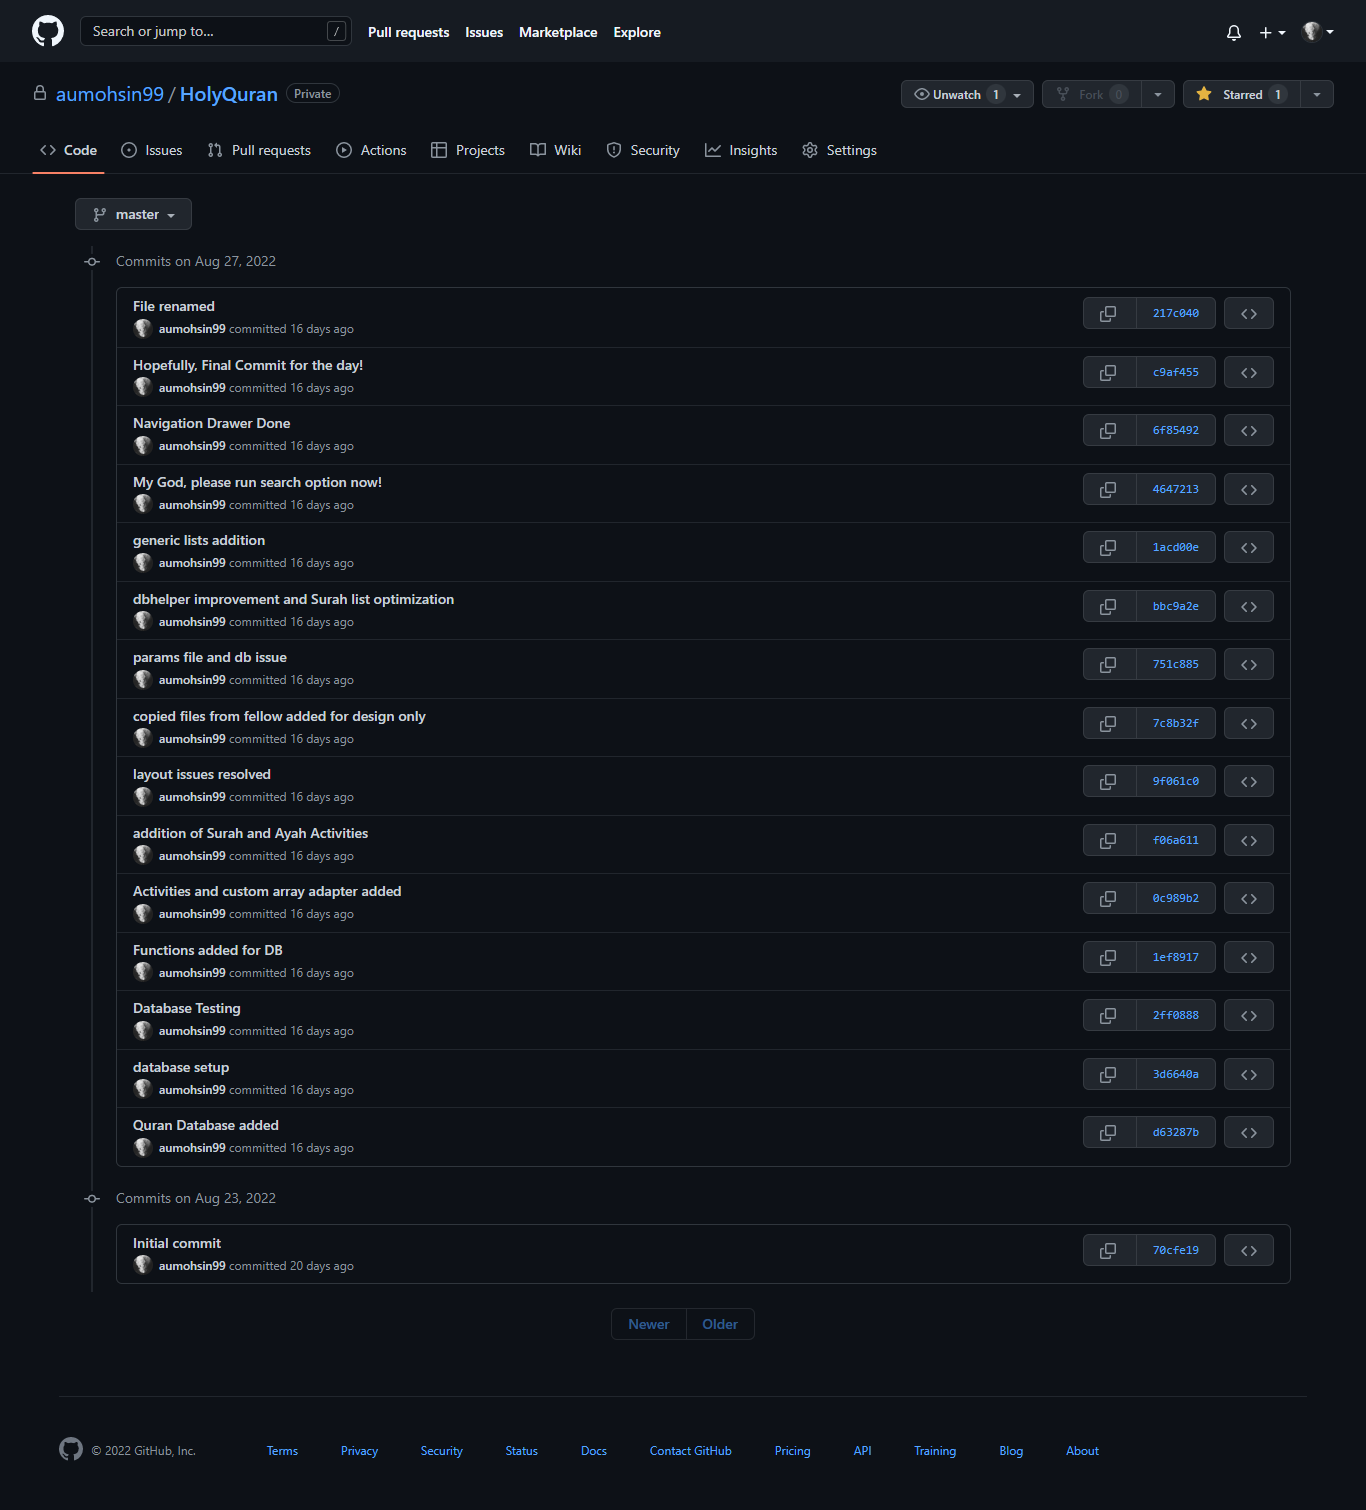 Search or jump to... /
Pull requests Issues Marketplace Explore
aumohsin99 / HolyQuran Private
Unwatch 1 Fork 0 Starred 1
Code Issues Pull requests Actions Projects Wiki Security Insights Settings
master
Commits on Aug 27, 2022
File renamed
aumohsin99 committed 16 days ago
217c040
Hopefully, Final Commit for the day!
aumohsin99 committed 16 days ago
c9af455
Navigation Drawer Done
aumohsin99 committed 16 days ago
6f85492
My God, please run search option now!
aumohsin99 committed 16 days ago
4647213
generic lists addition
aumohsin99 committed 16 days ago
1acd00e
dbhelper improvement and Surah list optimization
aumohsin99 committed 16 days ago
bbc9a2e
params file and db issue
aumohsin99 committed 16 days ago
751c885
copied files from fellow added for design only
aumohsin99 committed 16 days ago
7c8b32f
layout issues resolved
aumohsin99 committed 16 days ago
9f061c0
addition of Surah and Ayah Activities
aumohsin99 committed 16 days ago
f06a611
Activities and custom array adapter added
aumohsin99 committed 16 days ago
0c989b2
Functions added for DB
aumohsin99 committed 16 days ago
1ef8917
Database Testing
aumohsin99 committed 16 days ago
2ff0888
database setup
aumohsin99 committed 16 days ago
3d6640a
Quran Database added
aumohsin99 committed 16 days ago
d63287b
Commits on Aug 23, 2022
Initial commit
aumohsin99 committed 20 days ago
70cfe19
Newer Older
© 2022 GitHub, Inc. Terms Privacy Security Status Docs Contact GitHub Pricing API Training Blog About